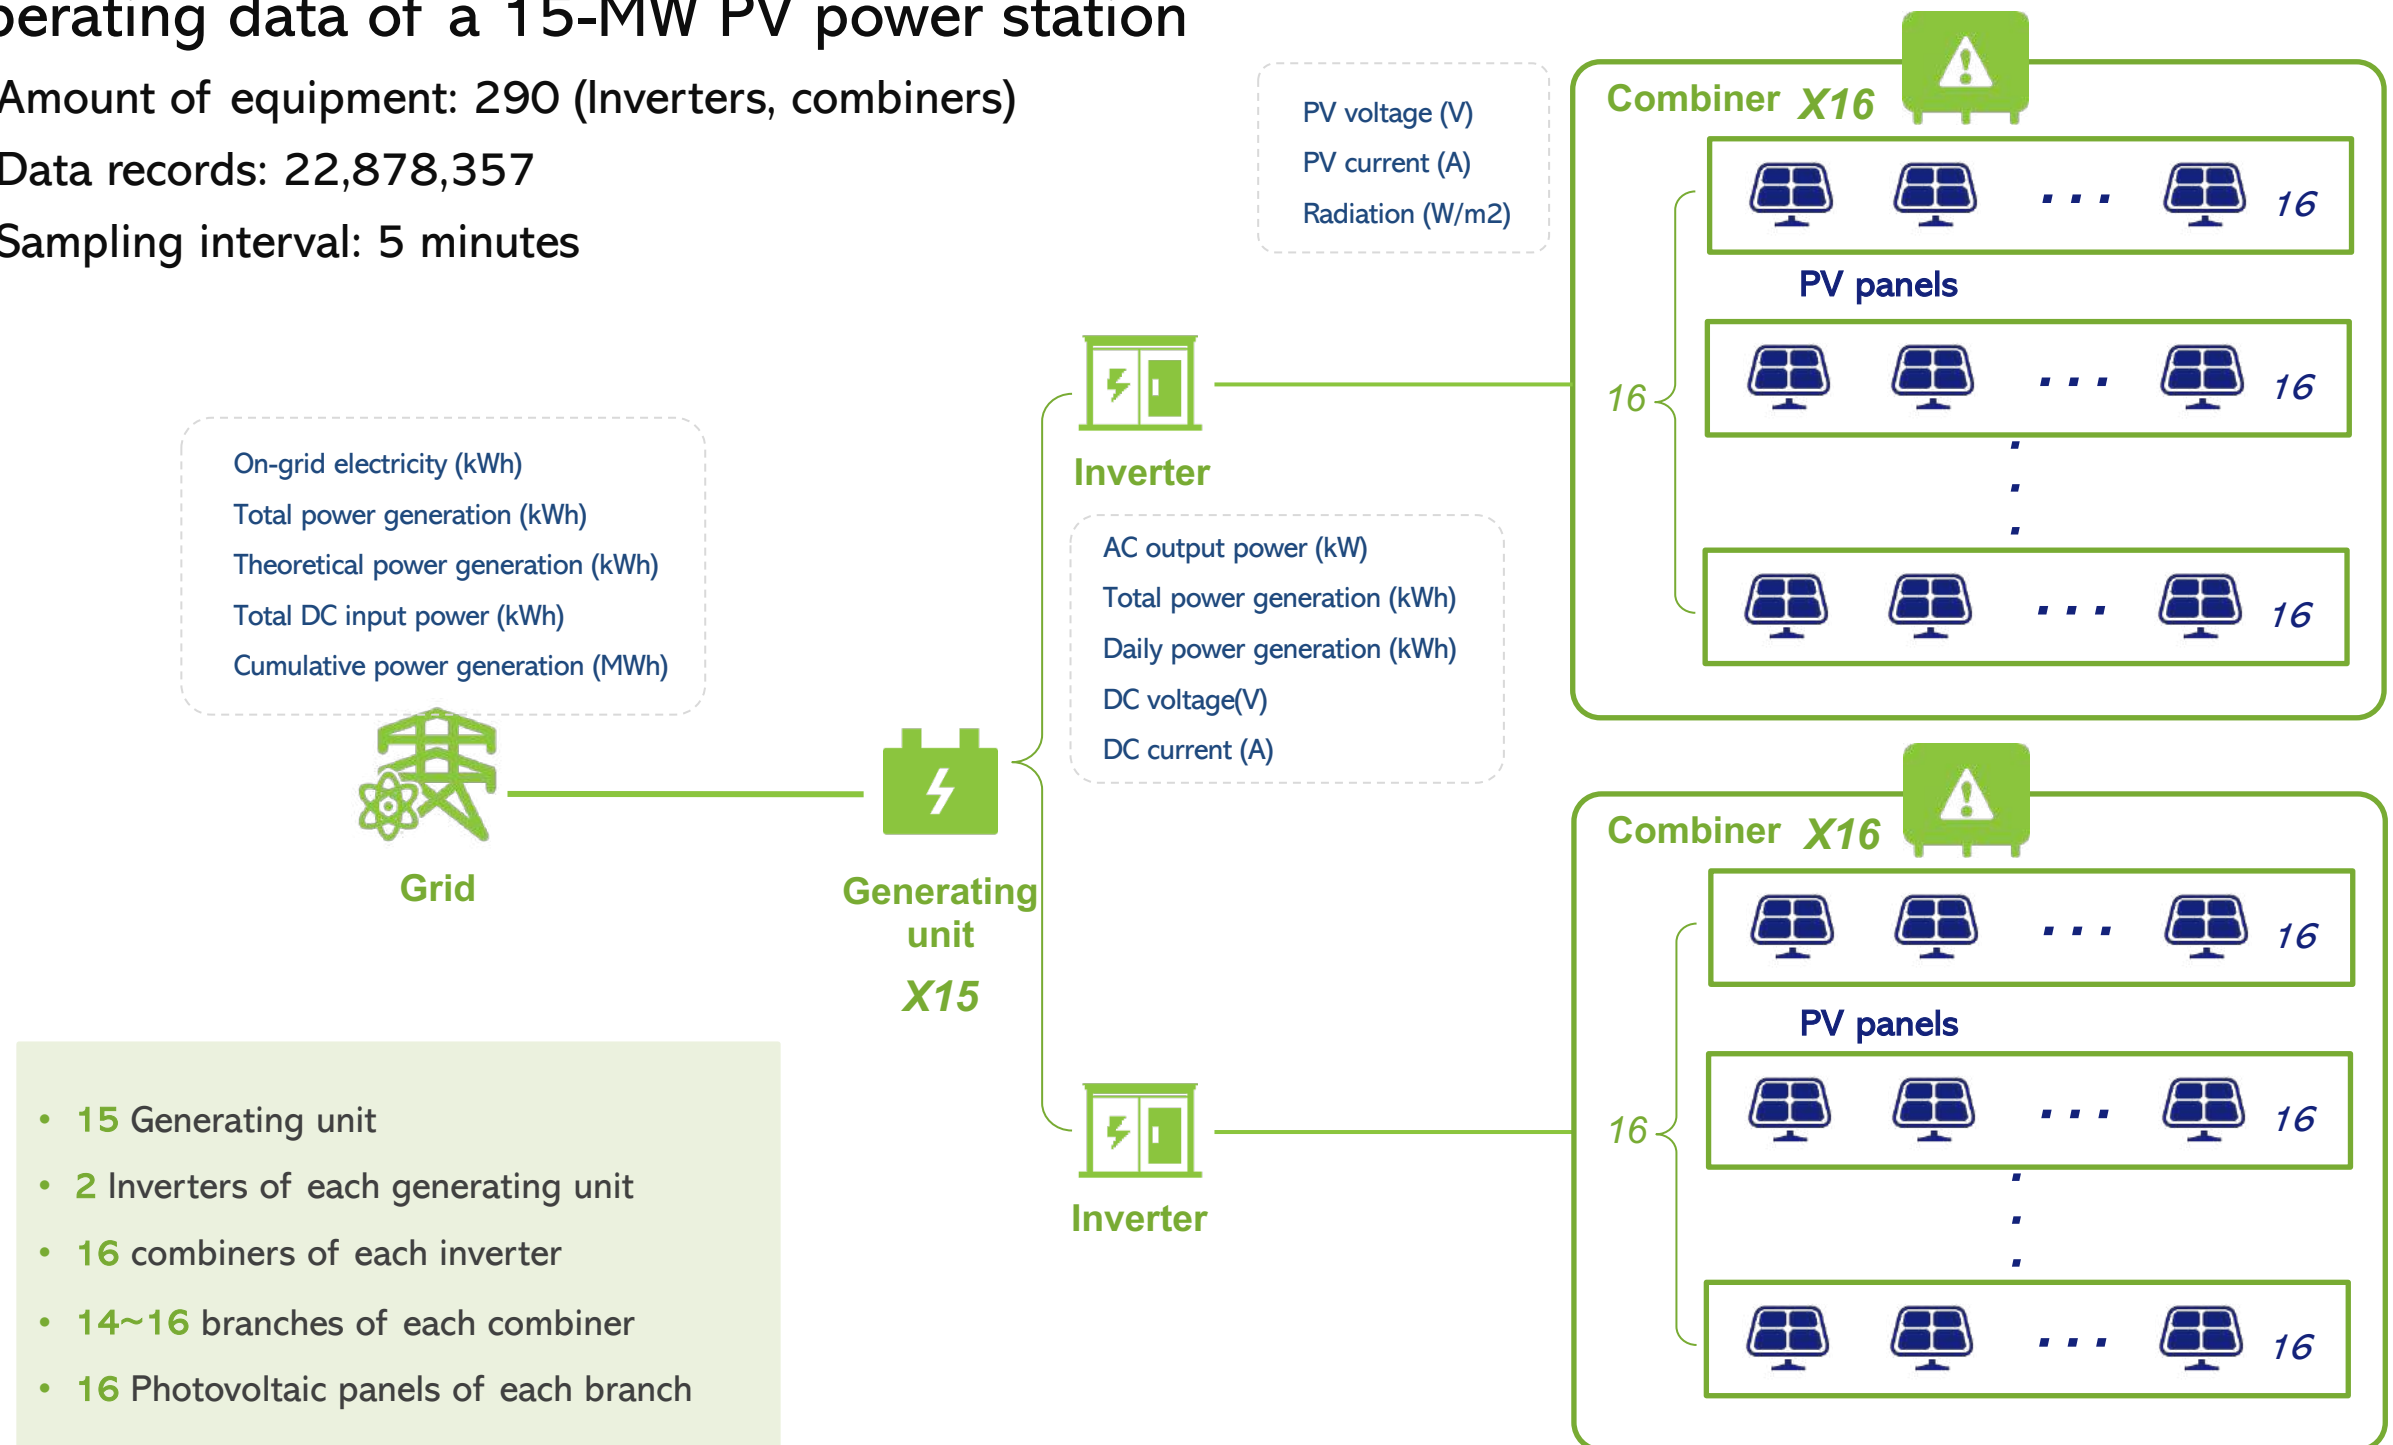 perating data of a 15-MW PV power station
Amount of equipment: 290 (Inverters, combiners)
Data records: 22,878,357
Sampling interval: 5 minutes
PV voltage (V)
PV current (A)
Radiation (W/m2)
Combiner X16
16
PV panels
16
16
16
Inverter
AC output power (kW)
Total power generation (kWh)
Daily power generation (kWh)
DC voltage(V)
DC current (A)
On-grid electricity (kWh)
Total power generation (kWh)
Theoretical power generation (kWh)
Total DC input power (kWh)
Cumulative power generation (MWh)
Grid
Generating
unit
X15
Combiner X16
16
PV panels
16
16
16
Inverter
• 15 Generating unit
• 2 Inverters of each generating unit
• 16 combiners of each inverter
• 14~16 branches of each combiner
• 16 Photovoltaic panels of each branch